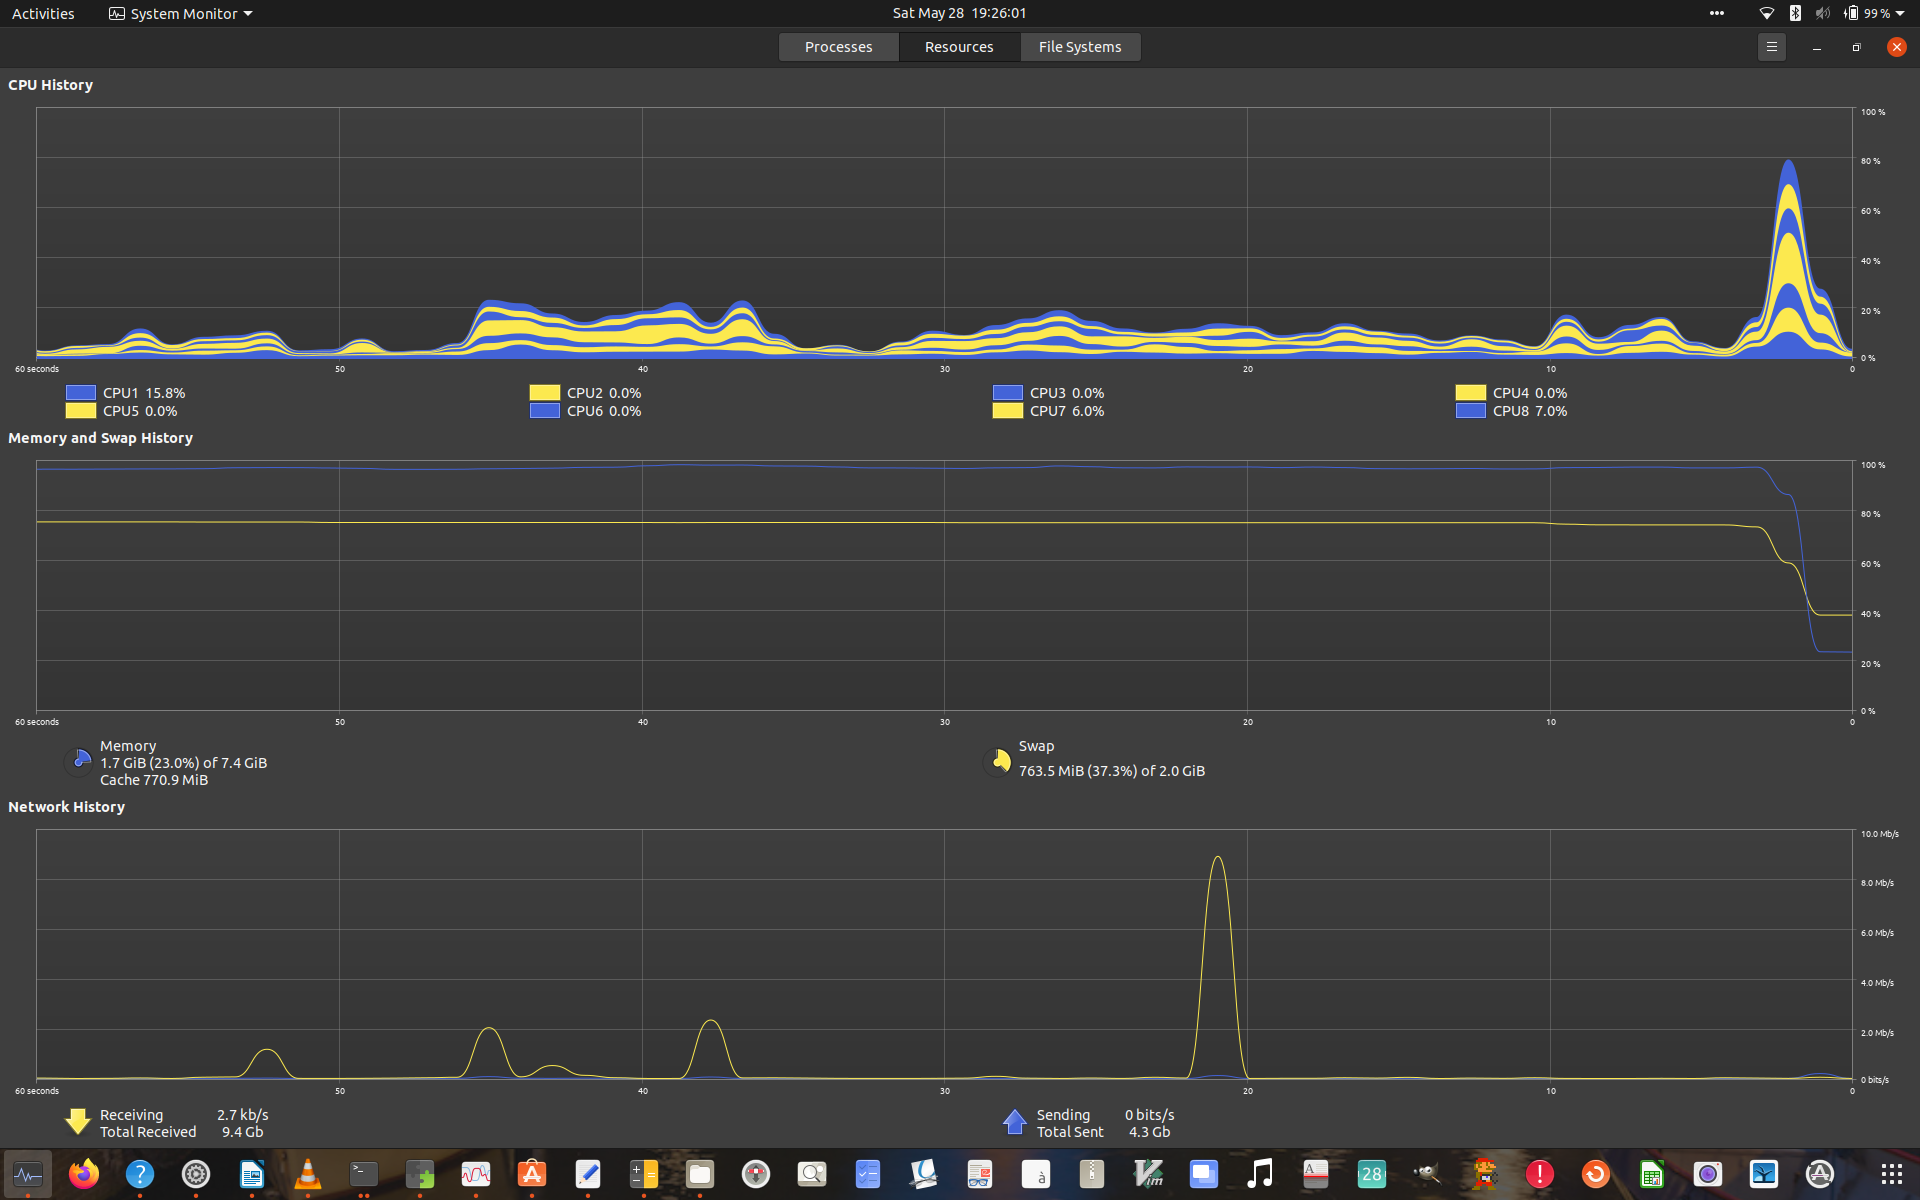 Activities System Monitor Sat May 28 19:26:01 99 %
Processes Resources File Systems
CPU History
100 %
80 %
60 %
40 %
20 %
0 %
60 seconds 50 40 30 20 10 0
CPU1 15.8% CPU2 0.0% CPU3 0.0% CPU4 0.0%
CPU5 0.0% CPU6 0.0% CPU7 6.0% CPU8 7.0%
Memory and Swap History
100 %
80 %
60 %
40 %
20 %
0 %
60 seconds 50 40 30 20 10 0
Memory
1.7 GiB (23.0%) of 7.4 GiB
Cache 770.9 MiB
Swap
763.5 MiB (37.3%) of 2.0 GiB
Network History
10.0 Mb/s
8.0 Mb/s
6.0 Mb/s
4.0 Mb/s
2.0 Mb/s
0 bits/s
60 seconds 50 40 30 20 10 0
Receiving 2.7 kb/s
Total Received 9.4 Gb
Sending 0 bits/s
Total Sent 4.3 Gb
? >_ A à Vim A 28 !